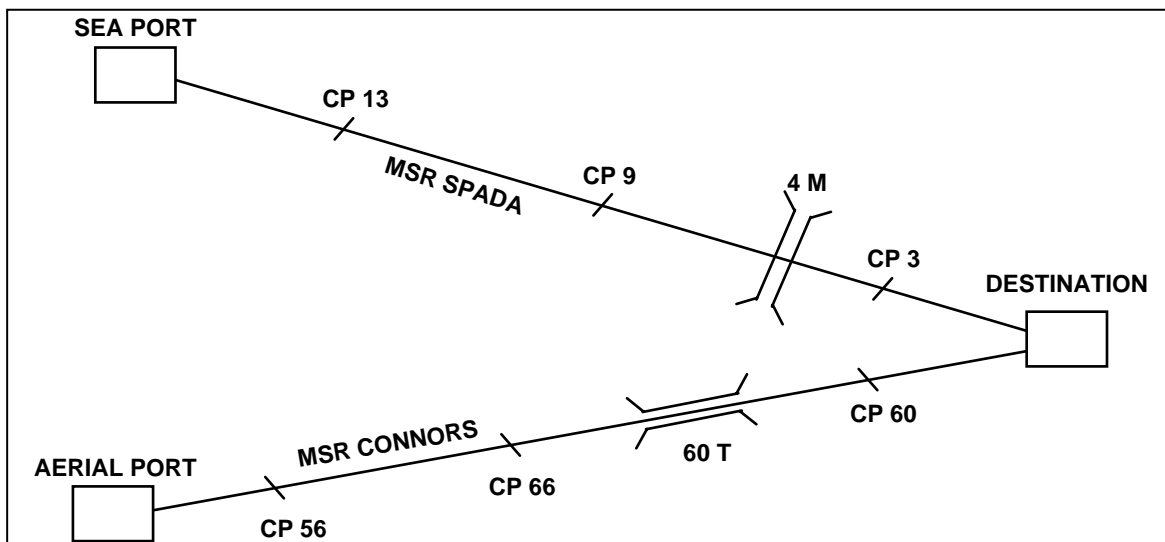 SEA PORT
CP 13
MSR SPADA
CP 9
4 M
CP 3
DESTINATION
CP 60
60 T
MSR CONNORS
CP 66
AERIAL PORT
CP 56